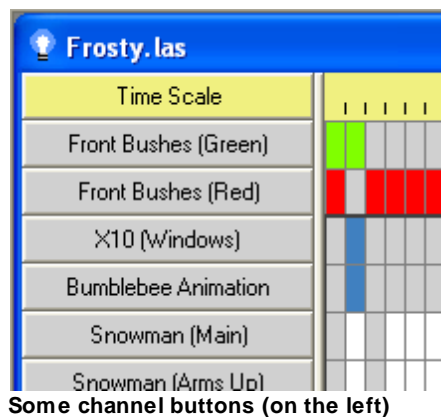 Frosty.las
Time Scale
Front Bushes (Green)
Front Bushes (Red)
X10 (Windows)
Bumblebee Animation
Snowman (Main)
Snowman (Arms Up)
Some channel buttons (on the left)